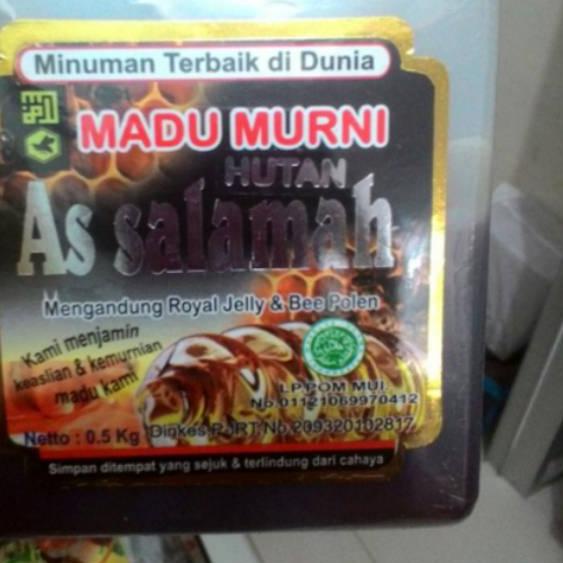 Minuman Terbaik di Dunia
MADU MURNI
HUTAN
As salamah
Mengandung Royal Jelly & Bee Polen
Kami menjamin
keaslian & kemurnian
madu kami
LP.POM MUI.
No.01121069970412
Netto : 0.5 Kg
Dinkes P-IRT.No.209320102817
Simpan ditempat yang sejuk & terlindung dari cahaya